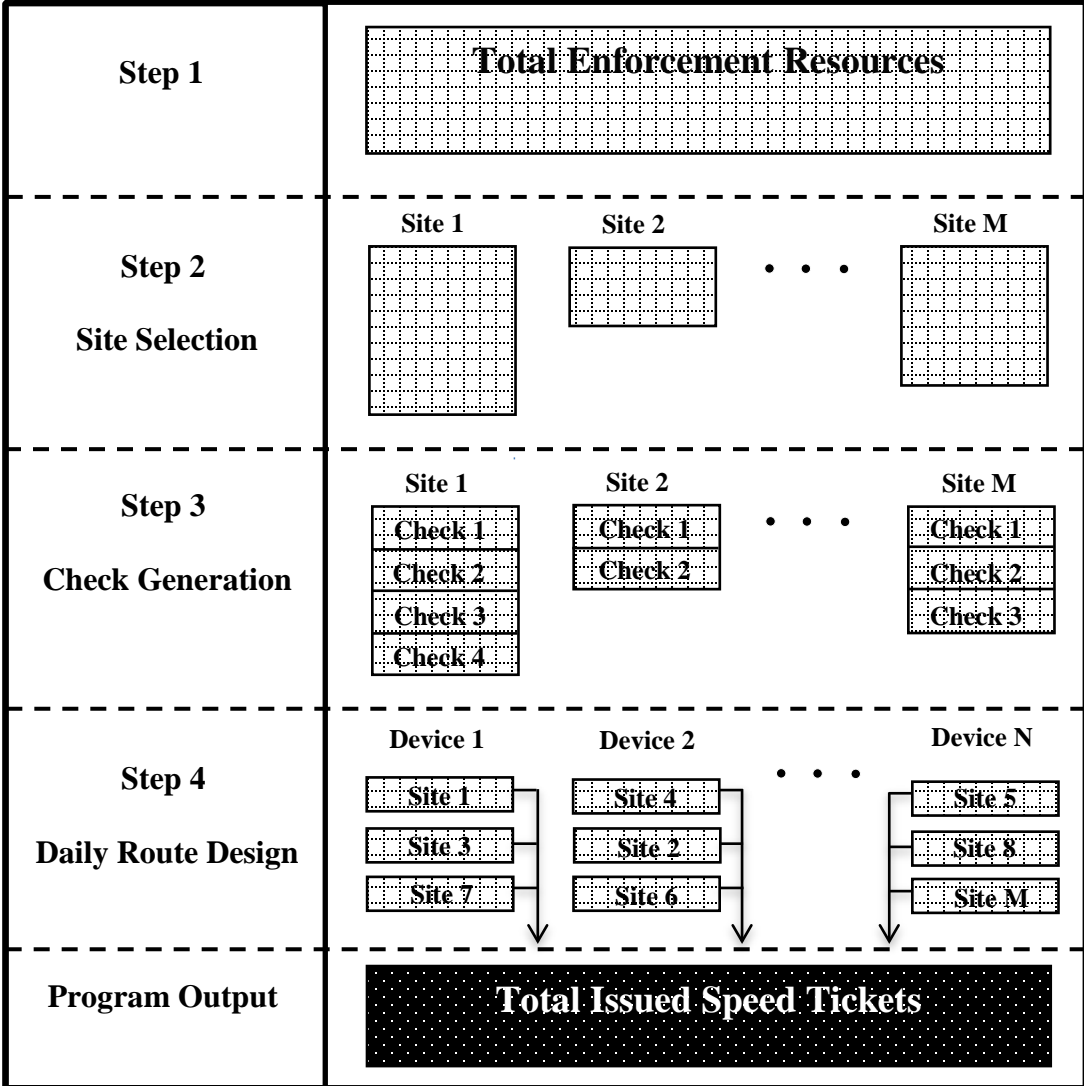 Step 1
Total Enforcement Resources
Step 2
Site Selection
Site 1
Site 2
Site M
. . .
Step 3
Check Generation
Site 1
Site 2
Site M
. . .
Check 1
Check 2
Check 3
Check 4
Check 1
Check 2
Check 1
Check 2
Check 3
Step 4
Daily Route Design
Device 1
Device 2
Device N
. . .
Site 1
Site 3
Site 7
Site 4
Site 2
Site 6
Site 5
Site 8
Site M
Program Output
Total Issued Speed Tickets